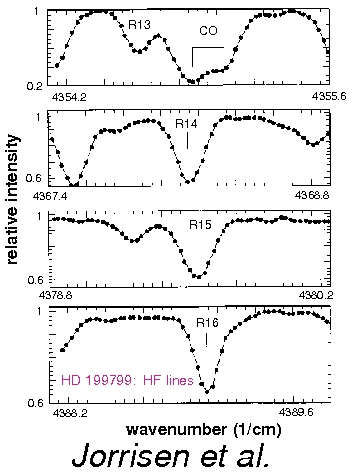 1
R13
CO
0.2
4354.2
4355.6
1
R14
0.6
4367.4
4368.8
relative intensity
1
R15
0.6
4378.8
4380.2
1
R16
HD 199799: HF lines
0.6
4388.2
4389.6
wavenumber (1/cm)
Jorrisen et al.